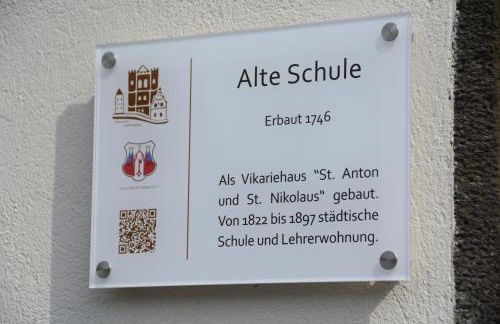 Alte Schule
Erbaut 1746
Als Vikariehaus "St. Anton
und St. Nikolaus" gebaut.
Von 1822 bis 1897 städtische
Schule und Lehrerwohnung.